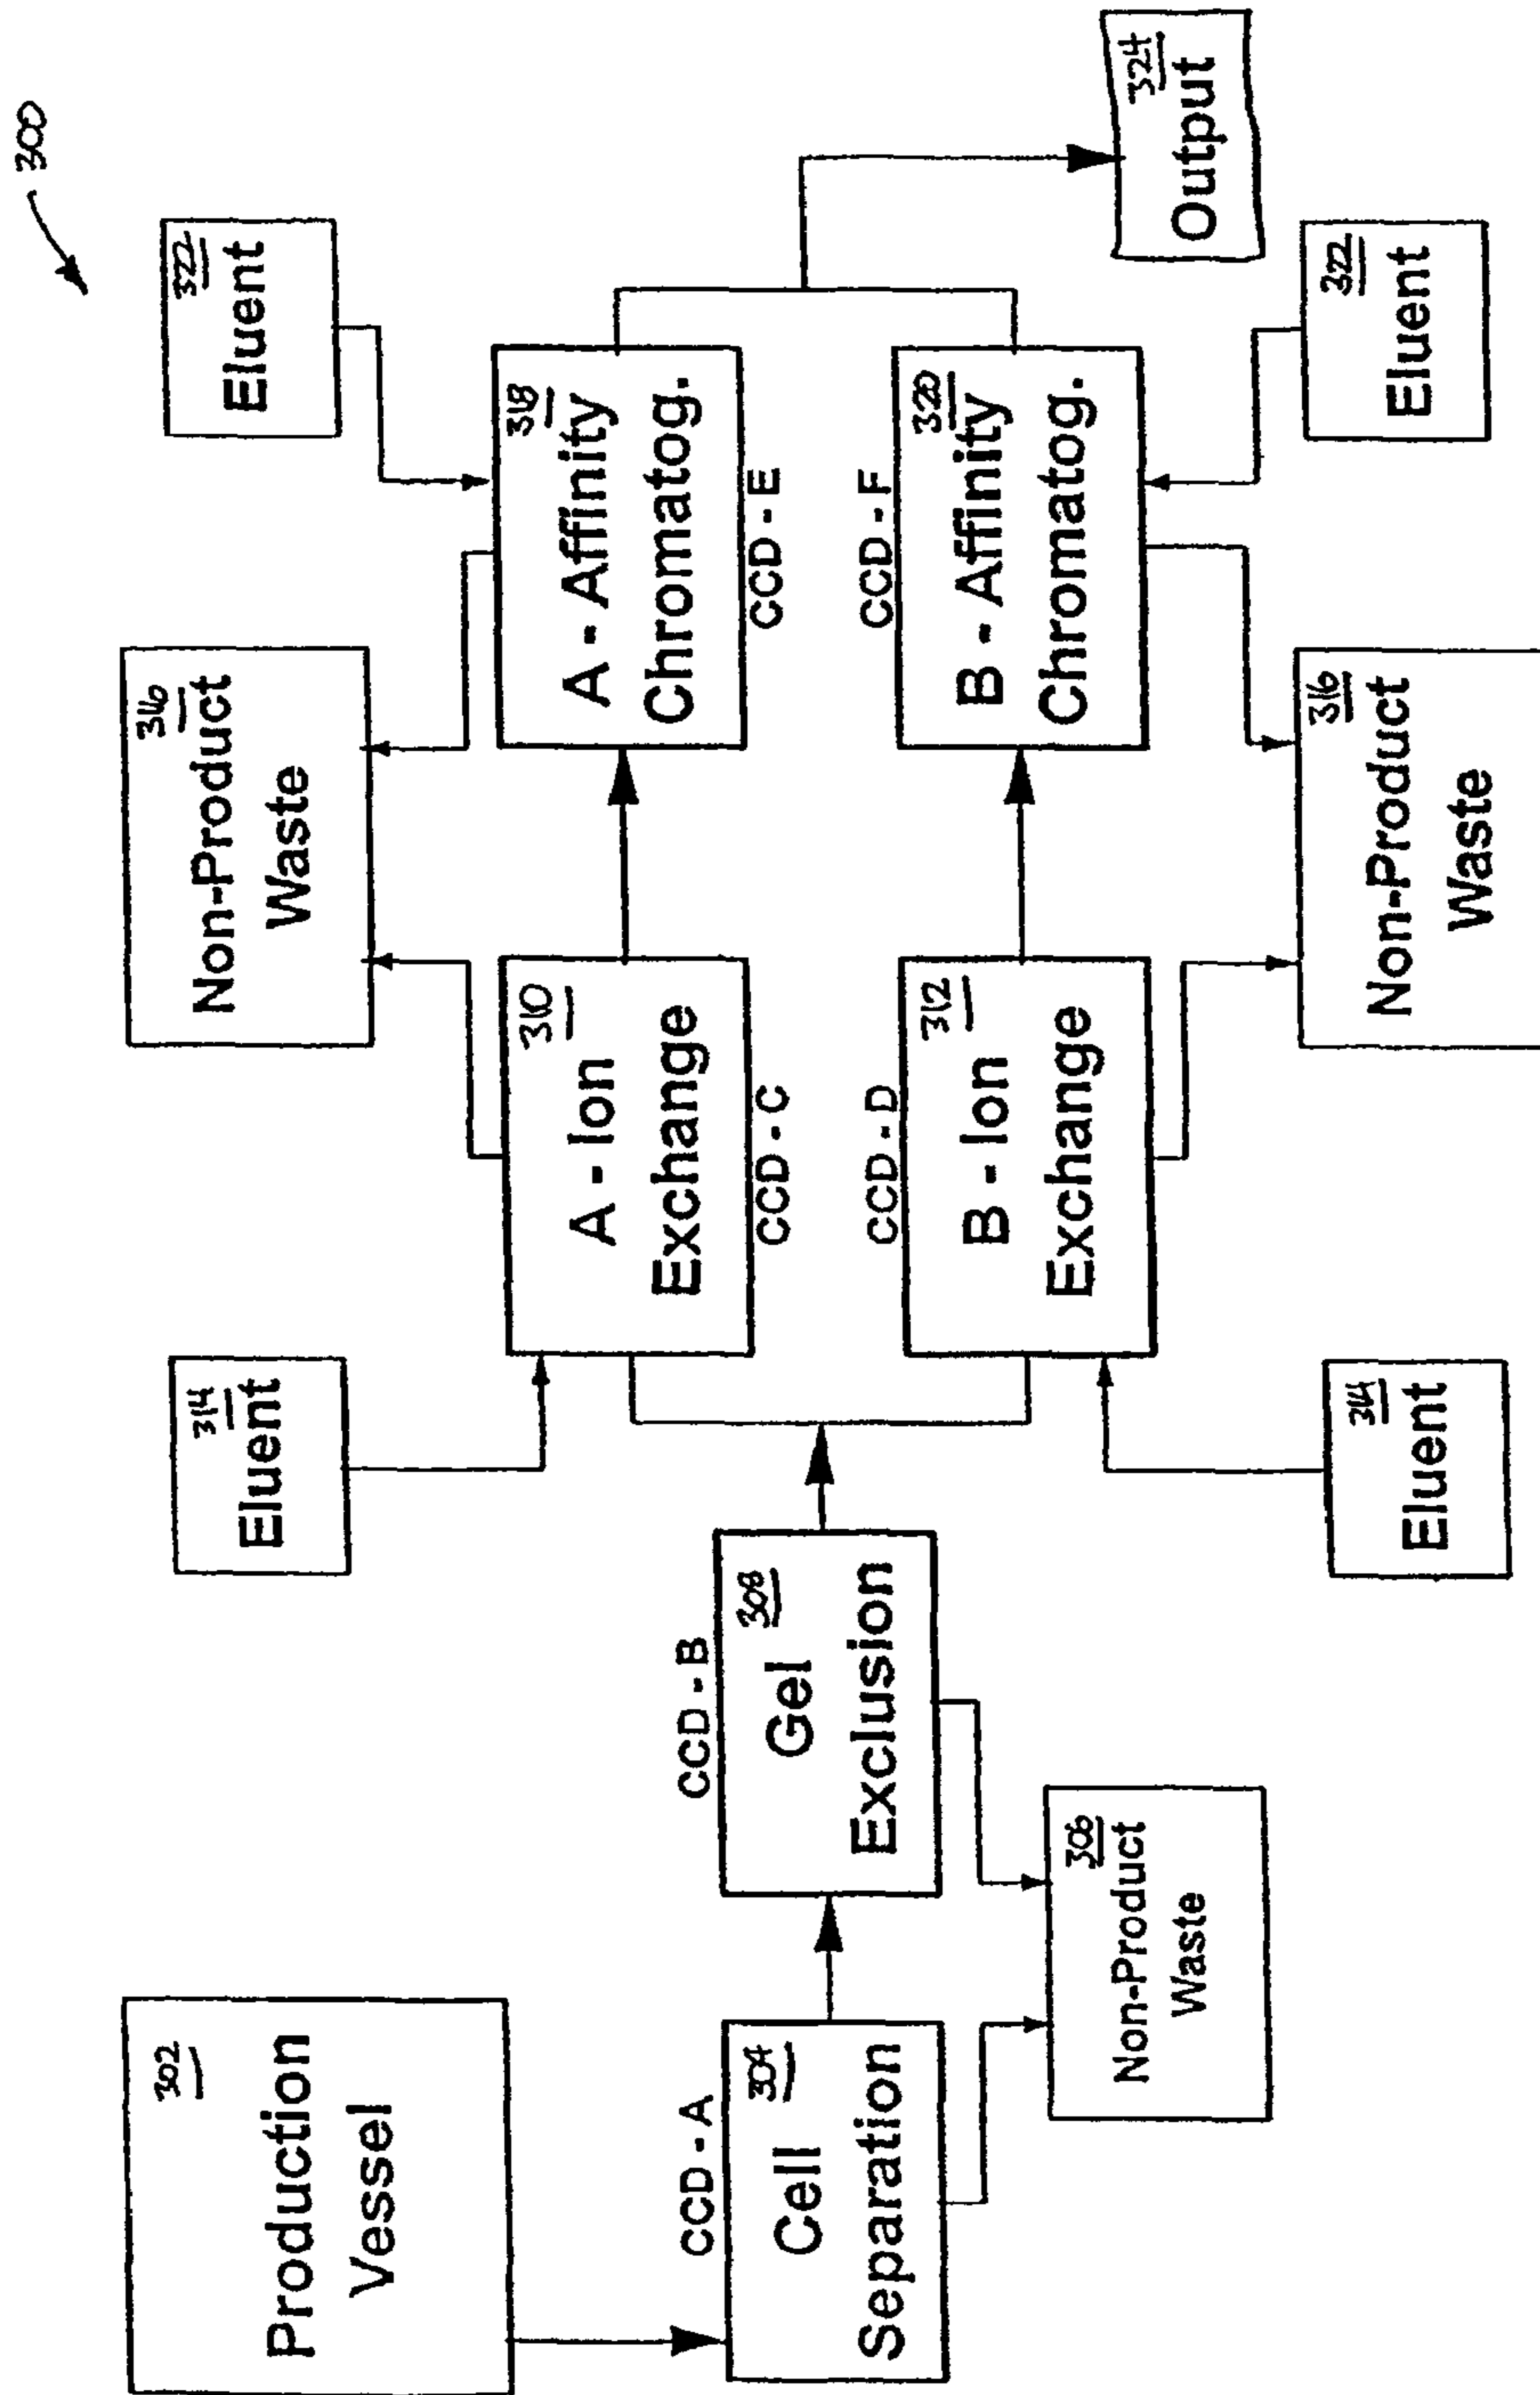 300
302
Production
Vessel
CCD - A
304
Cell
Separation
306
Non-Product
Waste
CCD - B
308
Gel
Exclusion
314
Eluent
314
Eluent
310
A - Ion
Exchange
CCD - C
CCD - D
312
B - Ion
Exchange
316
Non-Product
Waste
316
Non-Product
Waste
318
A - Affinity
Chromatog.
CCD - E
CCD - F
320
B - Affinity
Chromatog.
322
Eluent
322
Eluent
324
Output